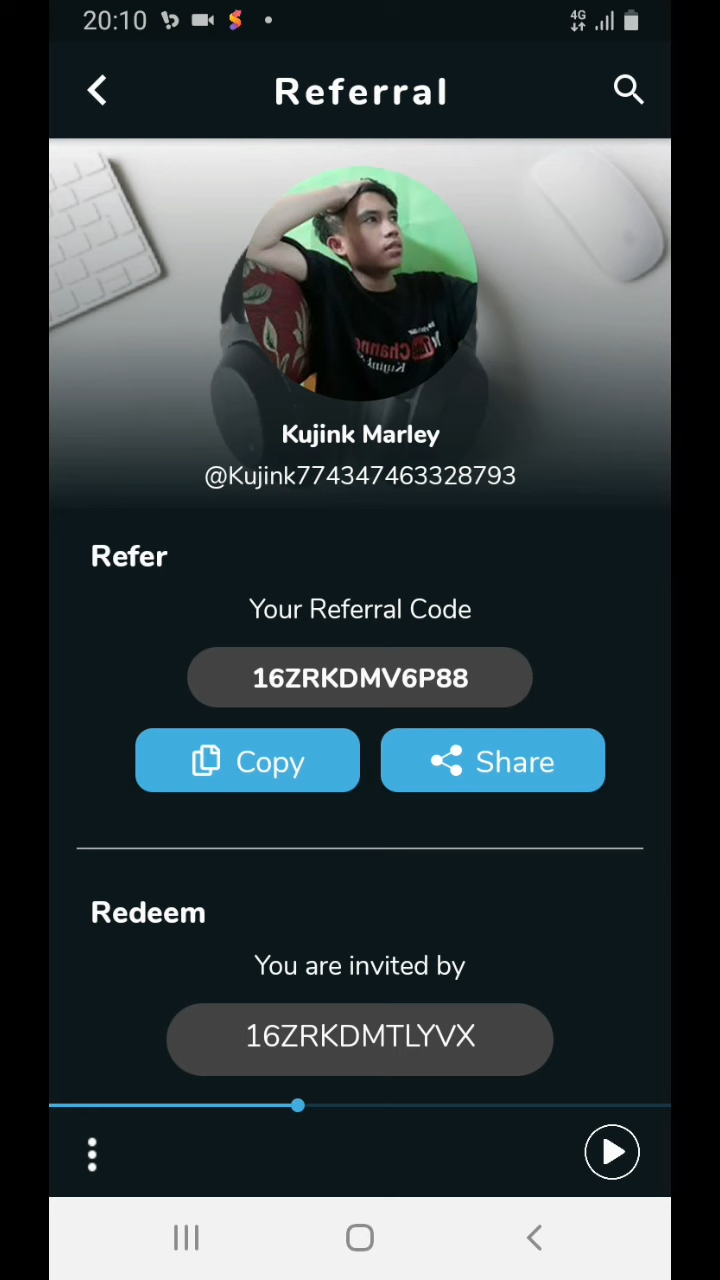 20:10
4G
Referral
Kujink Marley
@Kujink774347463328793
Refer
Your Referral Code
16ZRKDMV6P88
Copy
Share
Redeem
You are invited by
16ZRKDMTLYVX